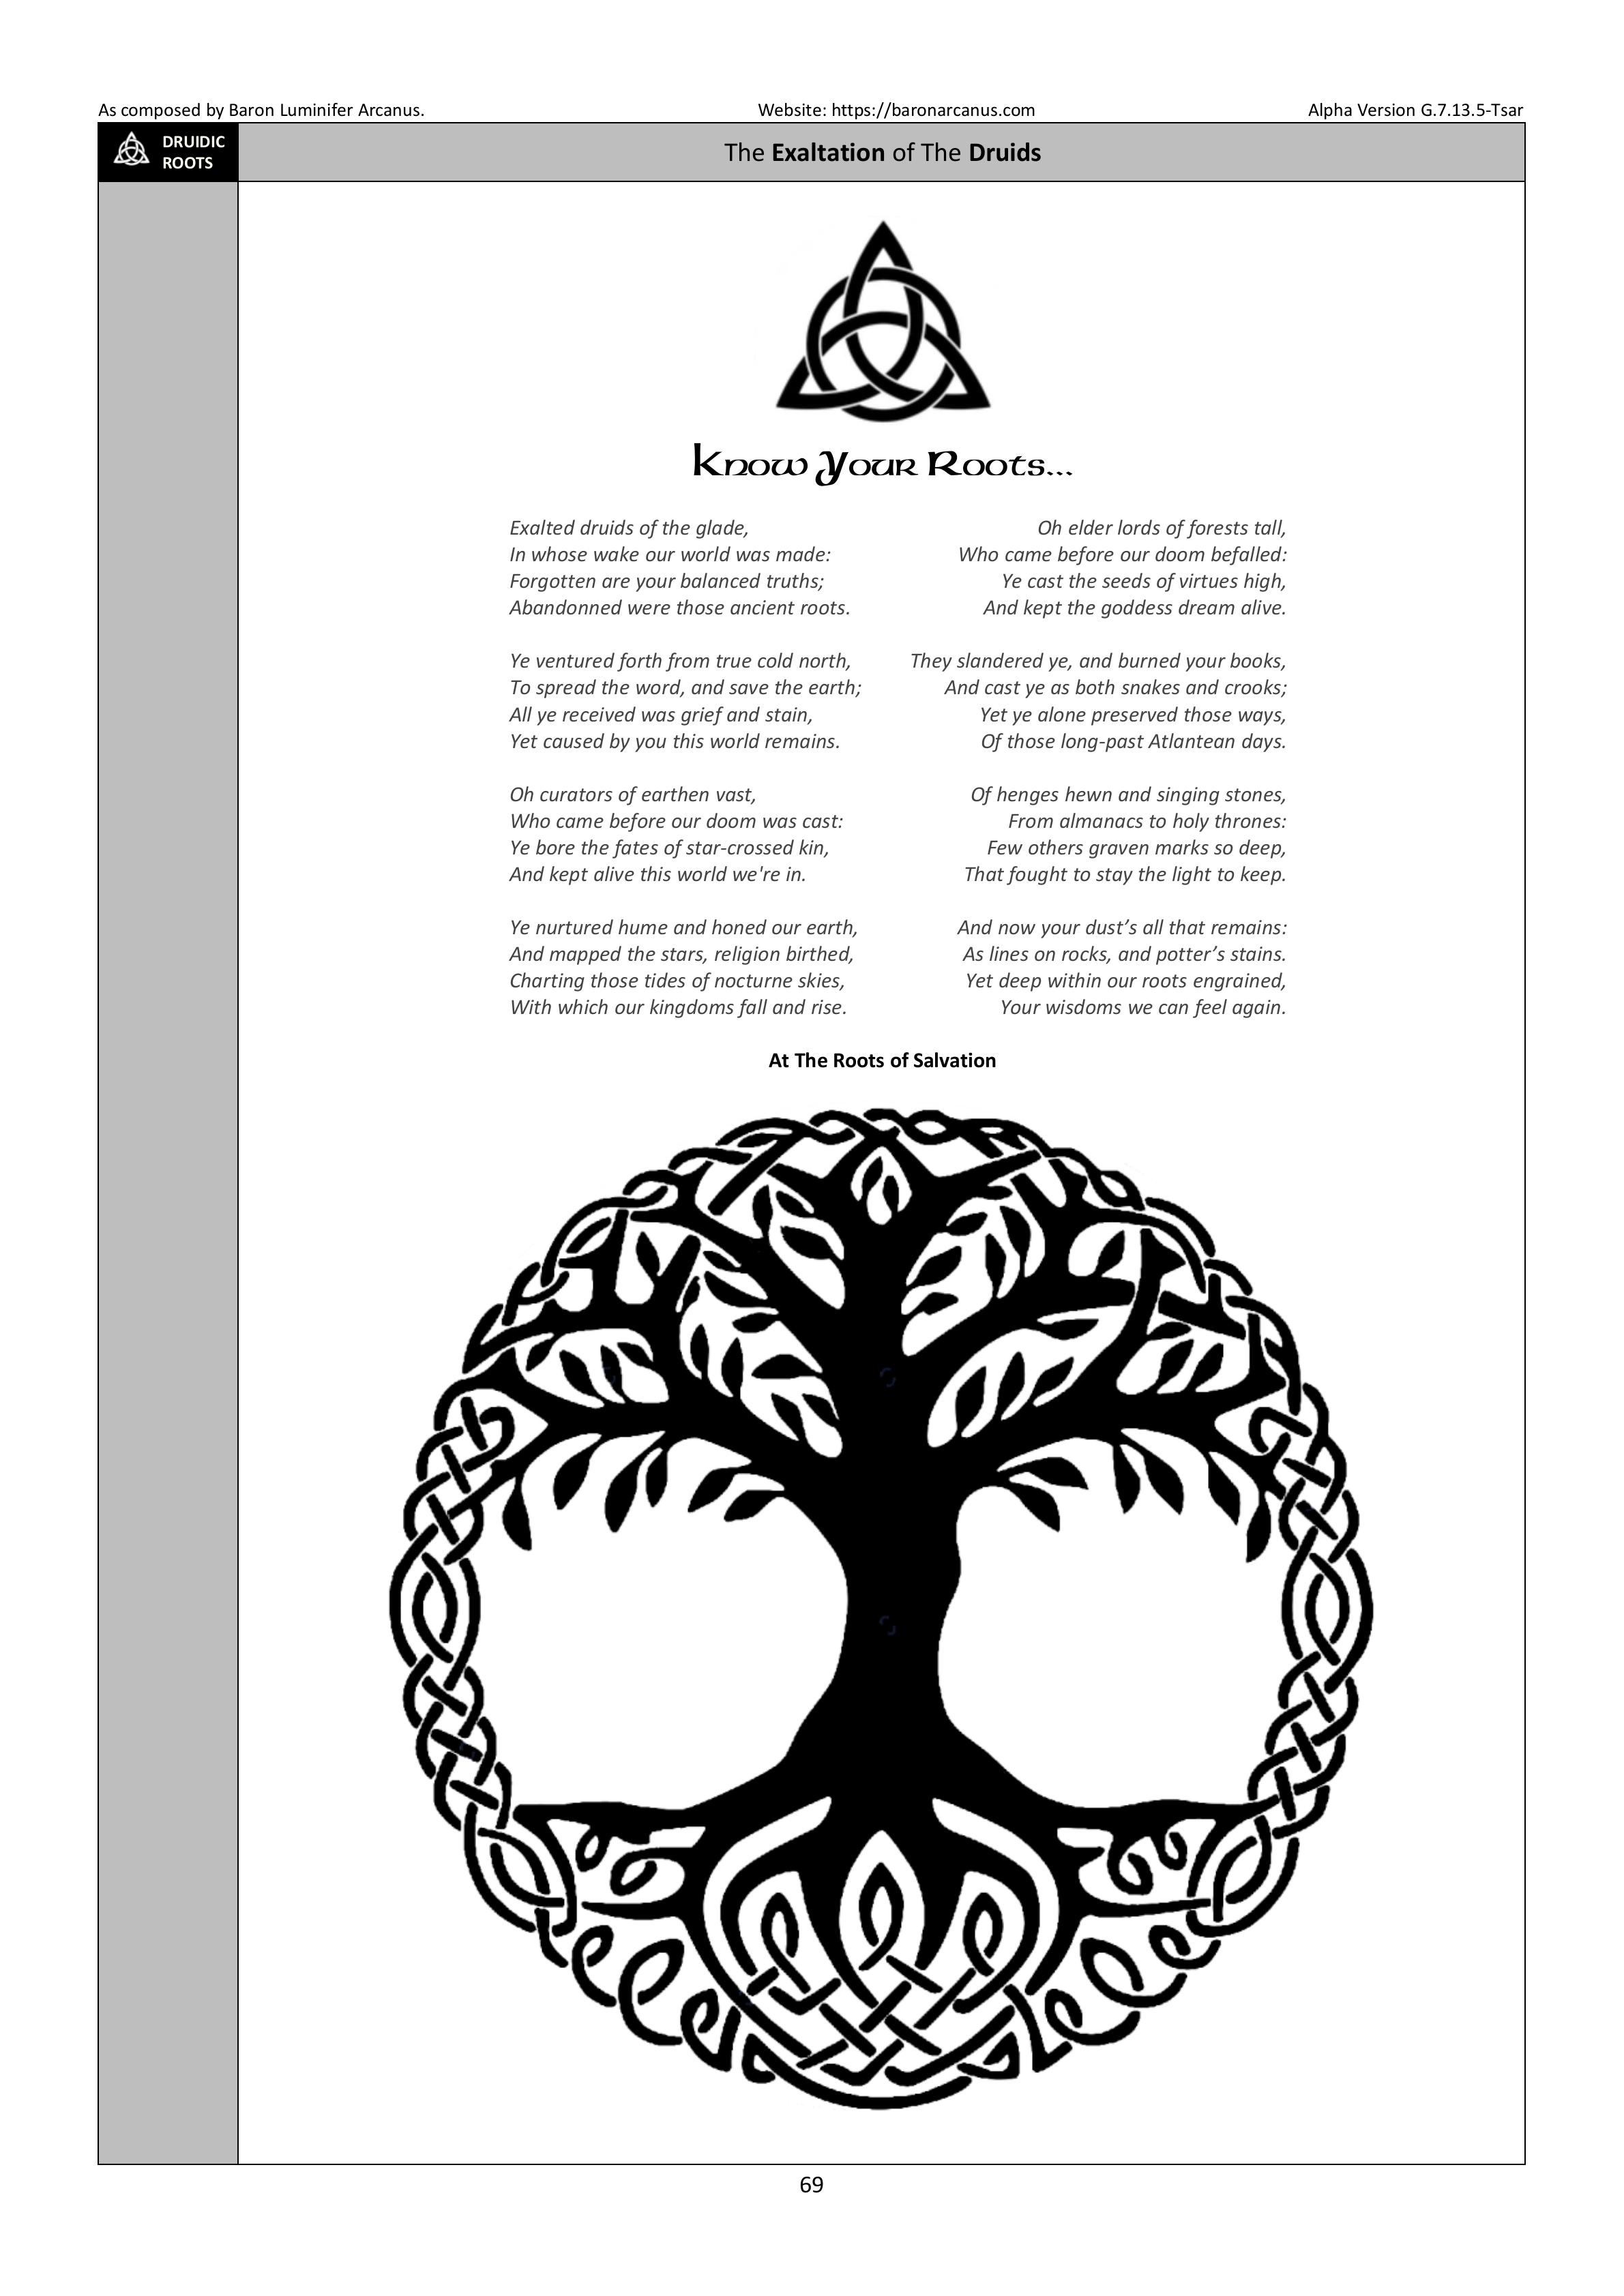 As composed by Baron Luminifer Arcanus. Website: https://baronarcanus.com Alpha Version G.7.13.5-Tsar
DRUIDIC
ROOTS
The Exaltation of The Druids
Know Your Roots...
Exalted druids of the glade,
In whose wake our world was made:
Forgotten are your balanced truths;
Abandonned were those ancient roots.
Ye ventured forth from true cold north,
To spread the word, and save the earth;
All ye received was grief and stain,
Yet caused by you this world remains.
Oh curators of earthen vast,
Who came before our doom was cast:
Ye bore the fates of star-crossed kin,
And kept alive this world we're in.
Ye nurtured hume and honed our earth,
And mapped the stars, religion birthed,
Charting those tides of nocturne skies,
With which our kingdoms fall and rise.
Oh elder lords of forests tall,
Who came before our doom befalled:
Ye cast the seeds of virtues high,
And kept the goddess dream alive.
They slandered ye, and burned your books,
And cast ye as both snakes and crooks;
Yet ye alone preserved those ways,
Of those long-past Atlantean days.
Of henges hewn and singing stones,
From almanacs to holy thrones:
Few others graven marks so deep,
That fought to stay the light to keep.
And now your dust’s all that remains:
As lines on rocks, and potter’s stains.
Yet deep within our roots engrained,
Your wisdoms we can feel again.
At The Roots of Salvation
69